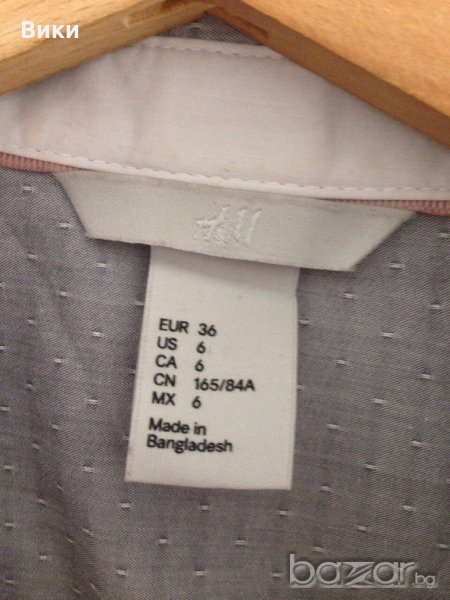 Вики
H&M
EUR 36
US 6
CA 6
CN 165/84A
MX 6
Made in
Bangladesh
bazar.bg